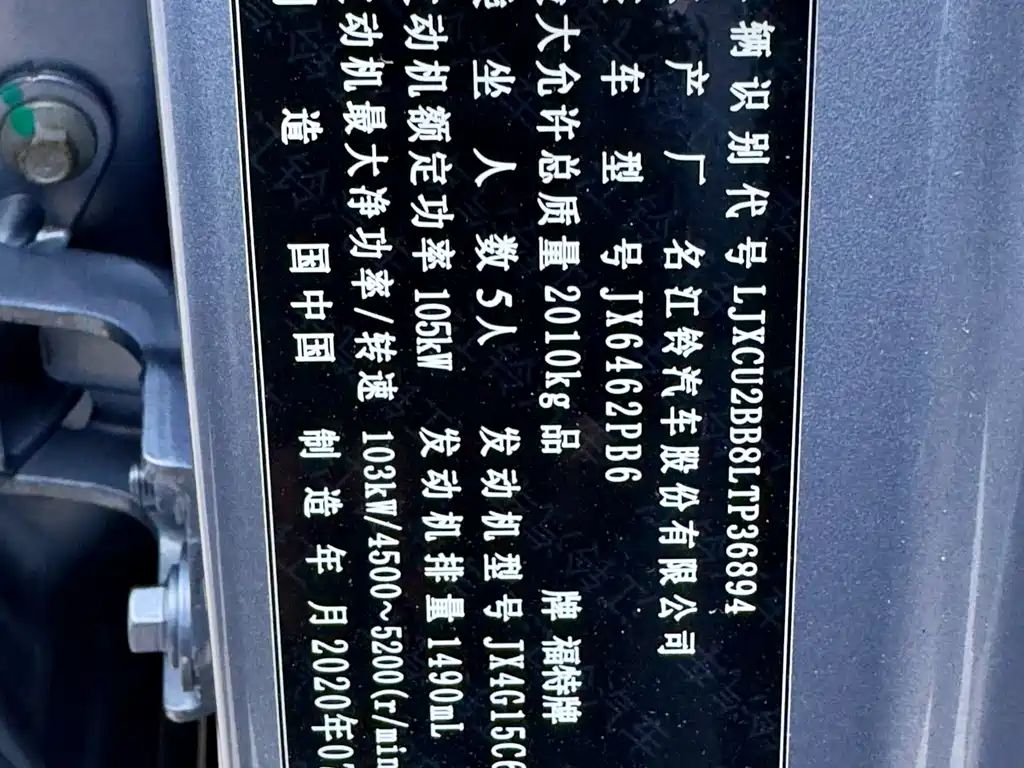 辆识别代号 LJXCU2BB8LTP36894
产厂名 江铃汽车股份有限公司
车型号 JX6462PB6
大允许总质量 2010kg 品牌 福特牌
坐人数 5人 发动机型号 JX4G15C6
动机额定功率 105kW 发动机排量 1490mL
动机最大净功率/转速 103kW/4500~5200(r/min
造国 中国 制造年月 2020年07